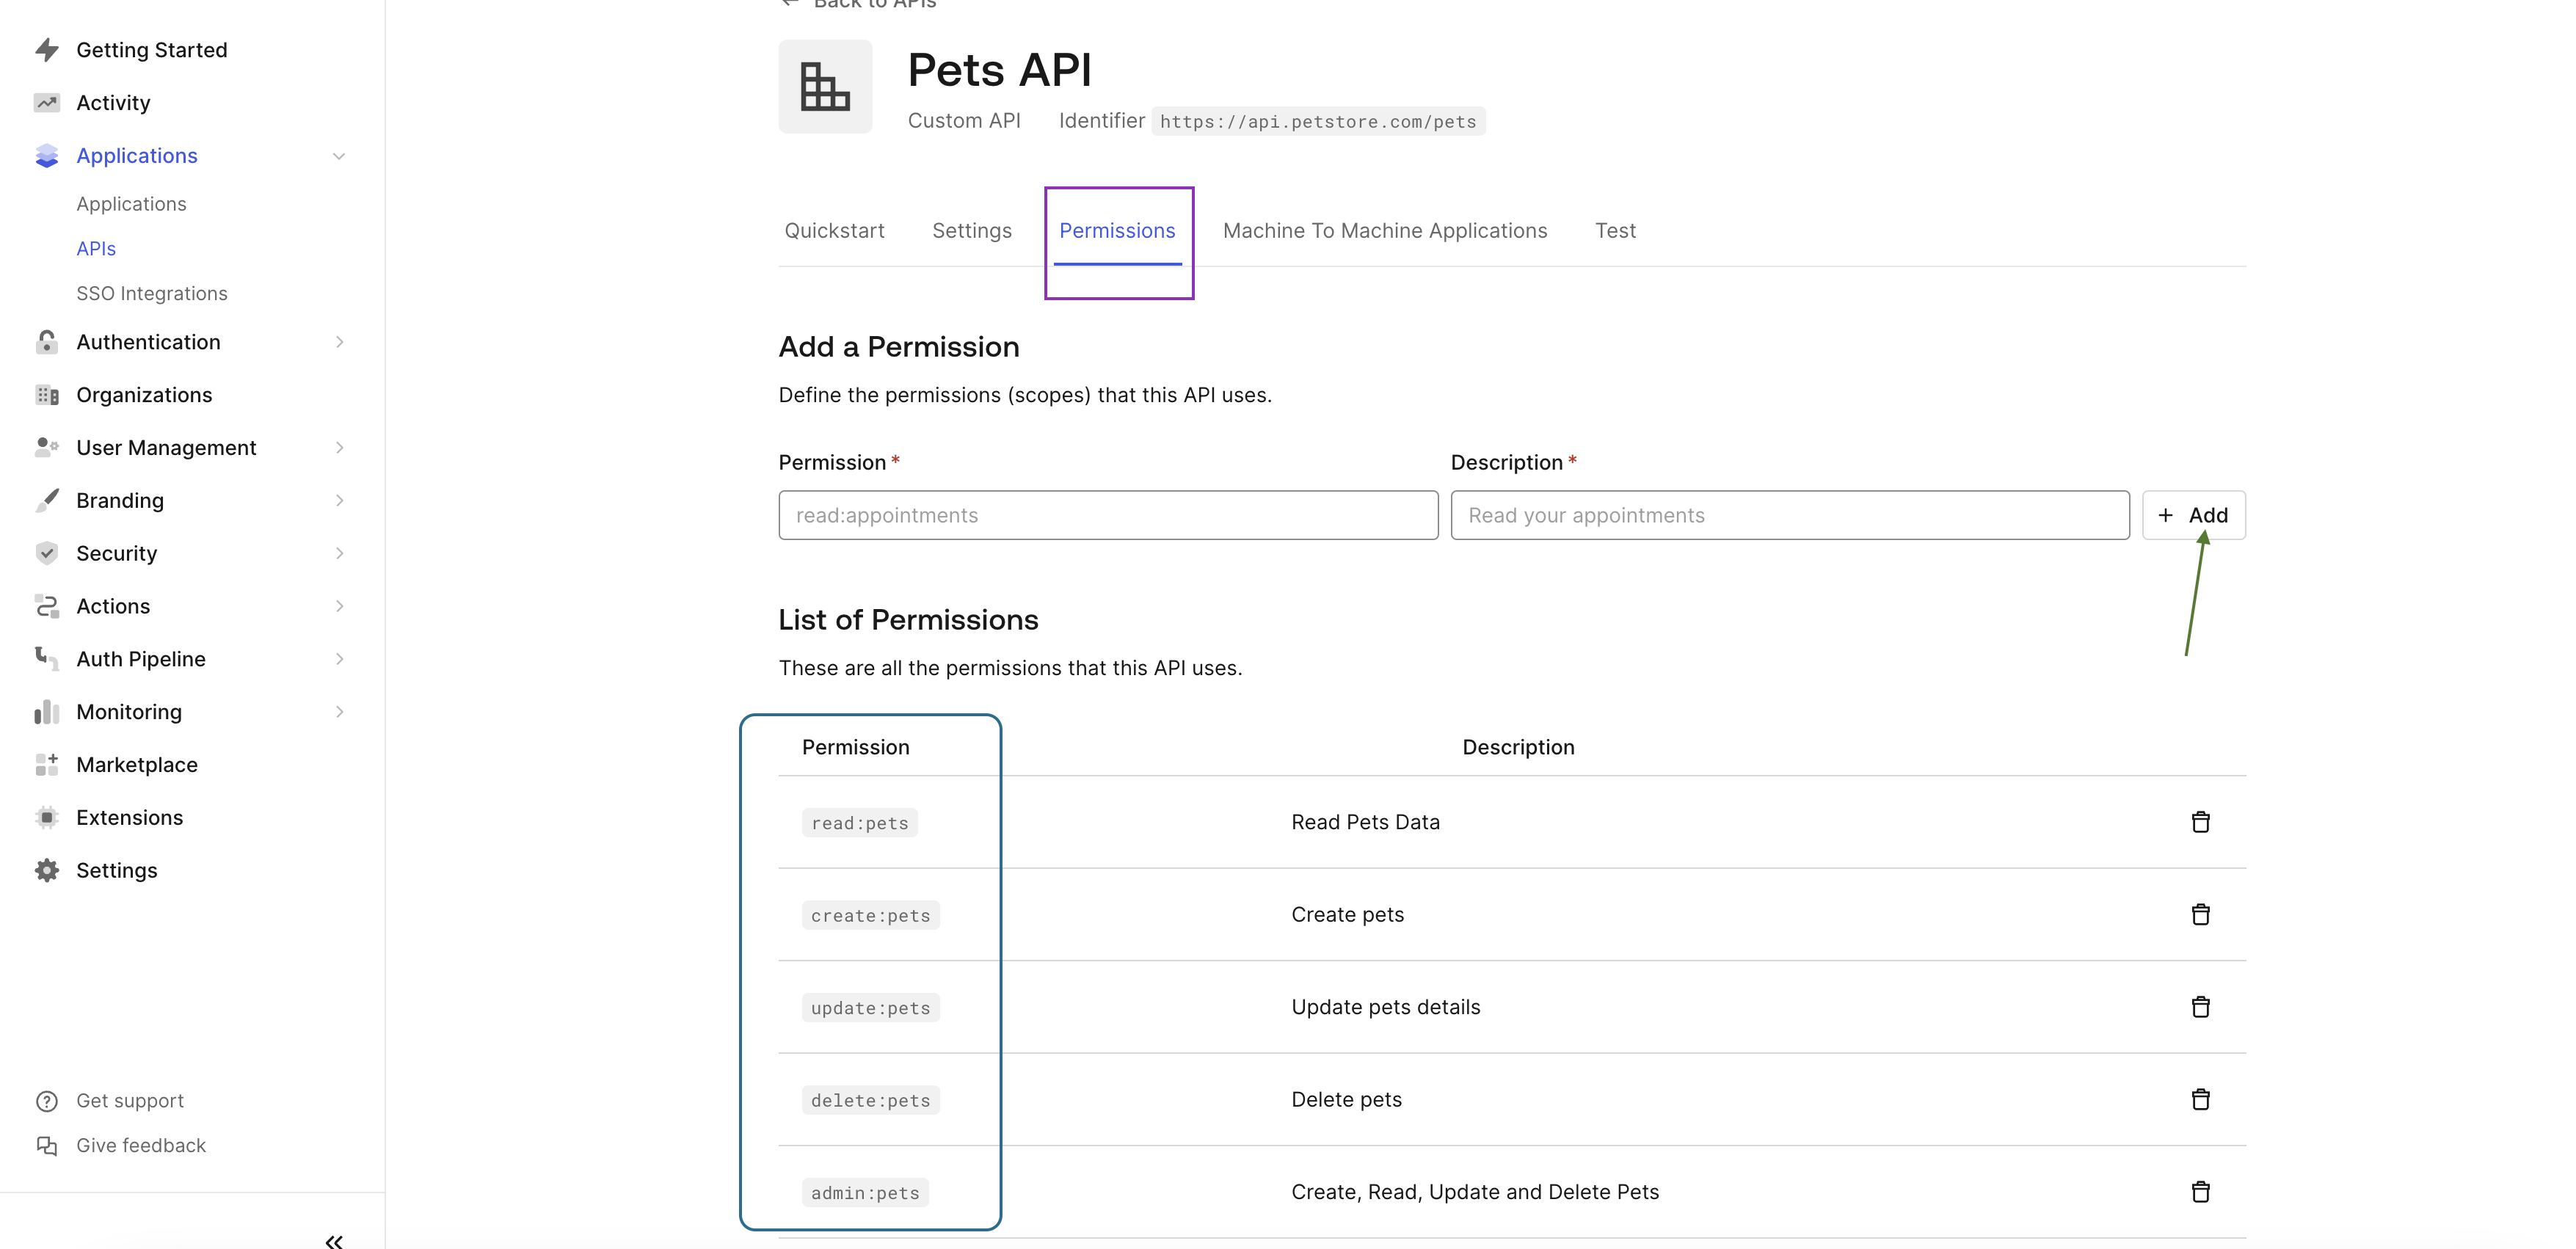 Back to APIs
Getting Started
Activity
Applications
Applications
APIs
SSO Integrations
Authentication
Organizations
User Management
Branding
Security
Actions
Auth Pipeline
Monitoring
Marketplace
Extensions
Settings
Get support
Give feedback
Pets API
Custom API Identifier https://api.petstore.com/pets
Quickstart Settings Permissions Machine To Machine Applications Test
Add a Permission
Define the permissions (scopes) that this API uses.
Permission * Description *
read:appointments Read your appointments + Add
List of Permissions
These are all the permissions that this API uses.
Permission Description
read:pets Read Pets Data
create:pets Create pets
update:pets Update pets details
delete:pets Delete pets
admin:pets Create, Read, Update and Delete Pets